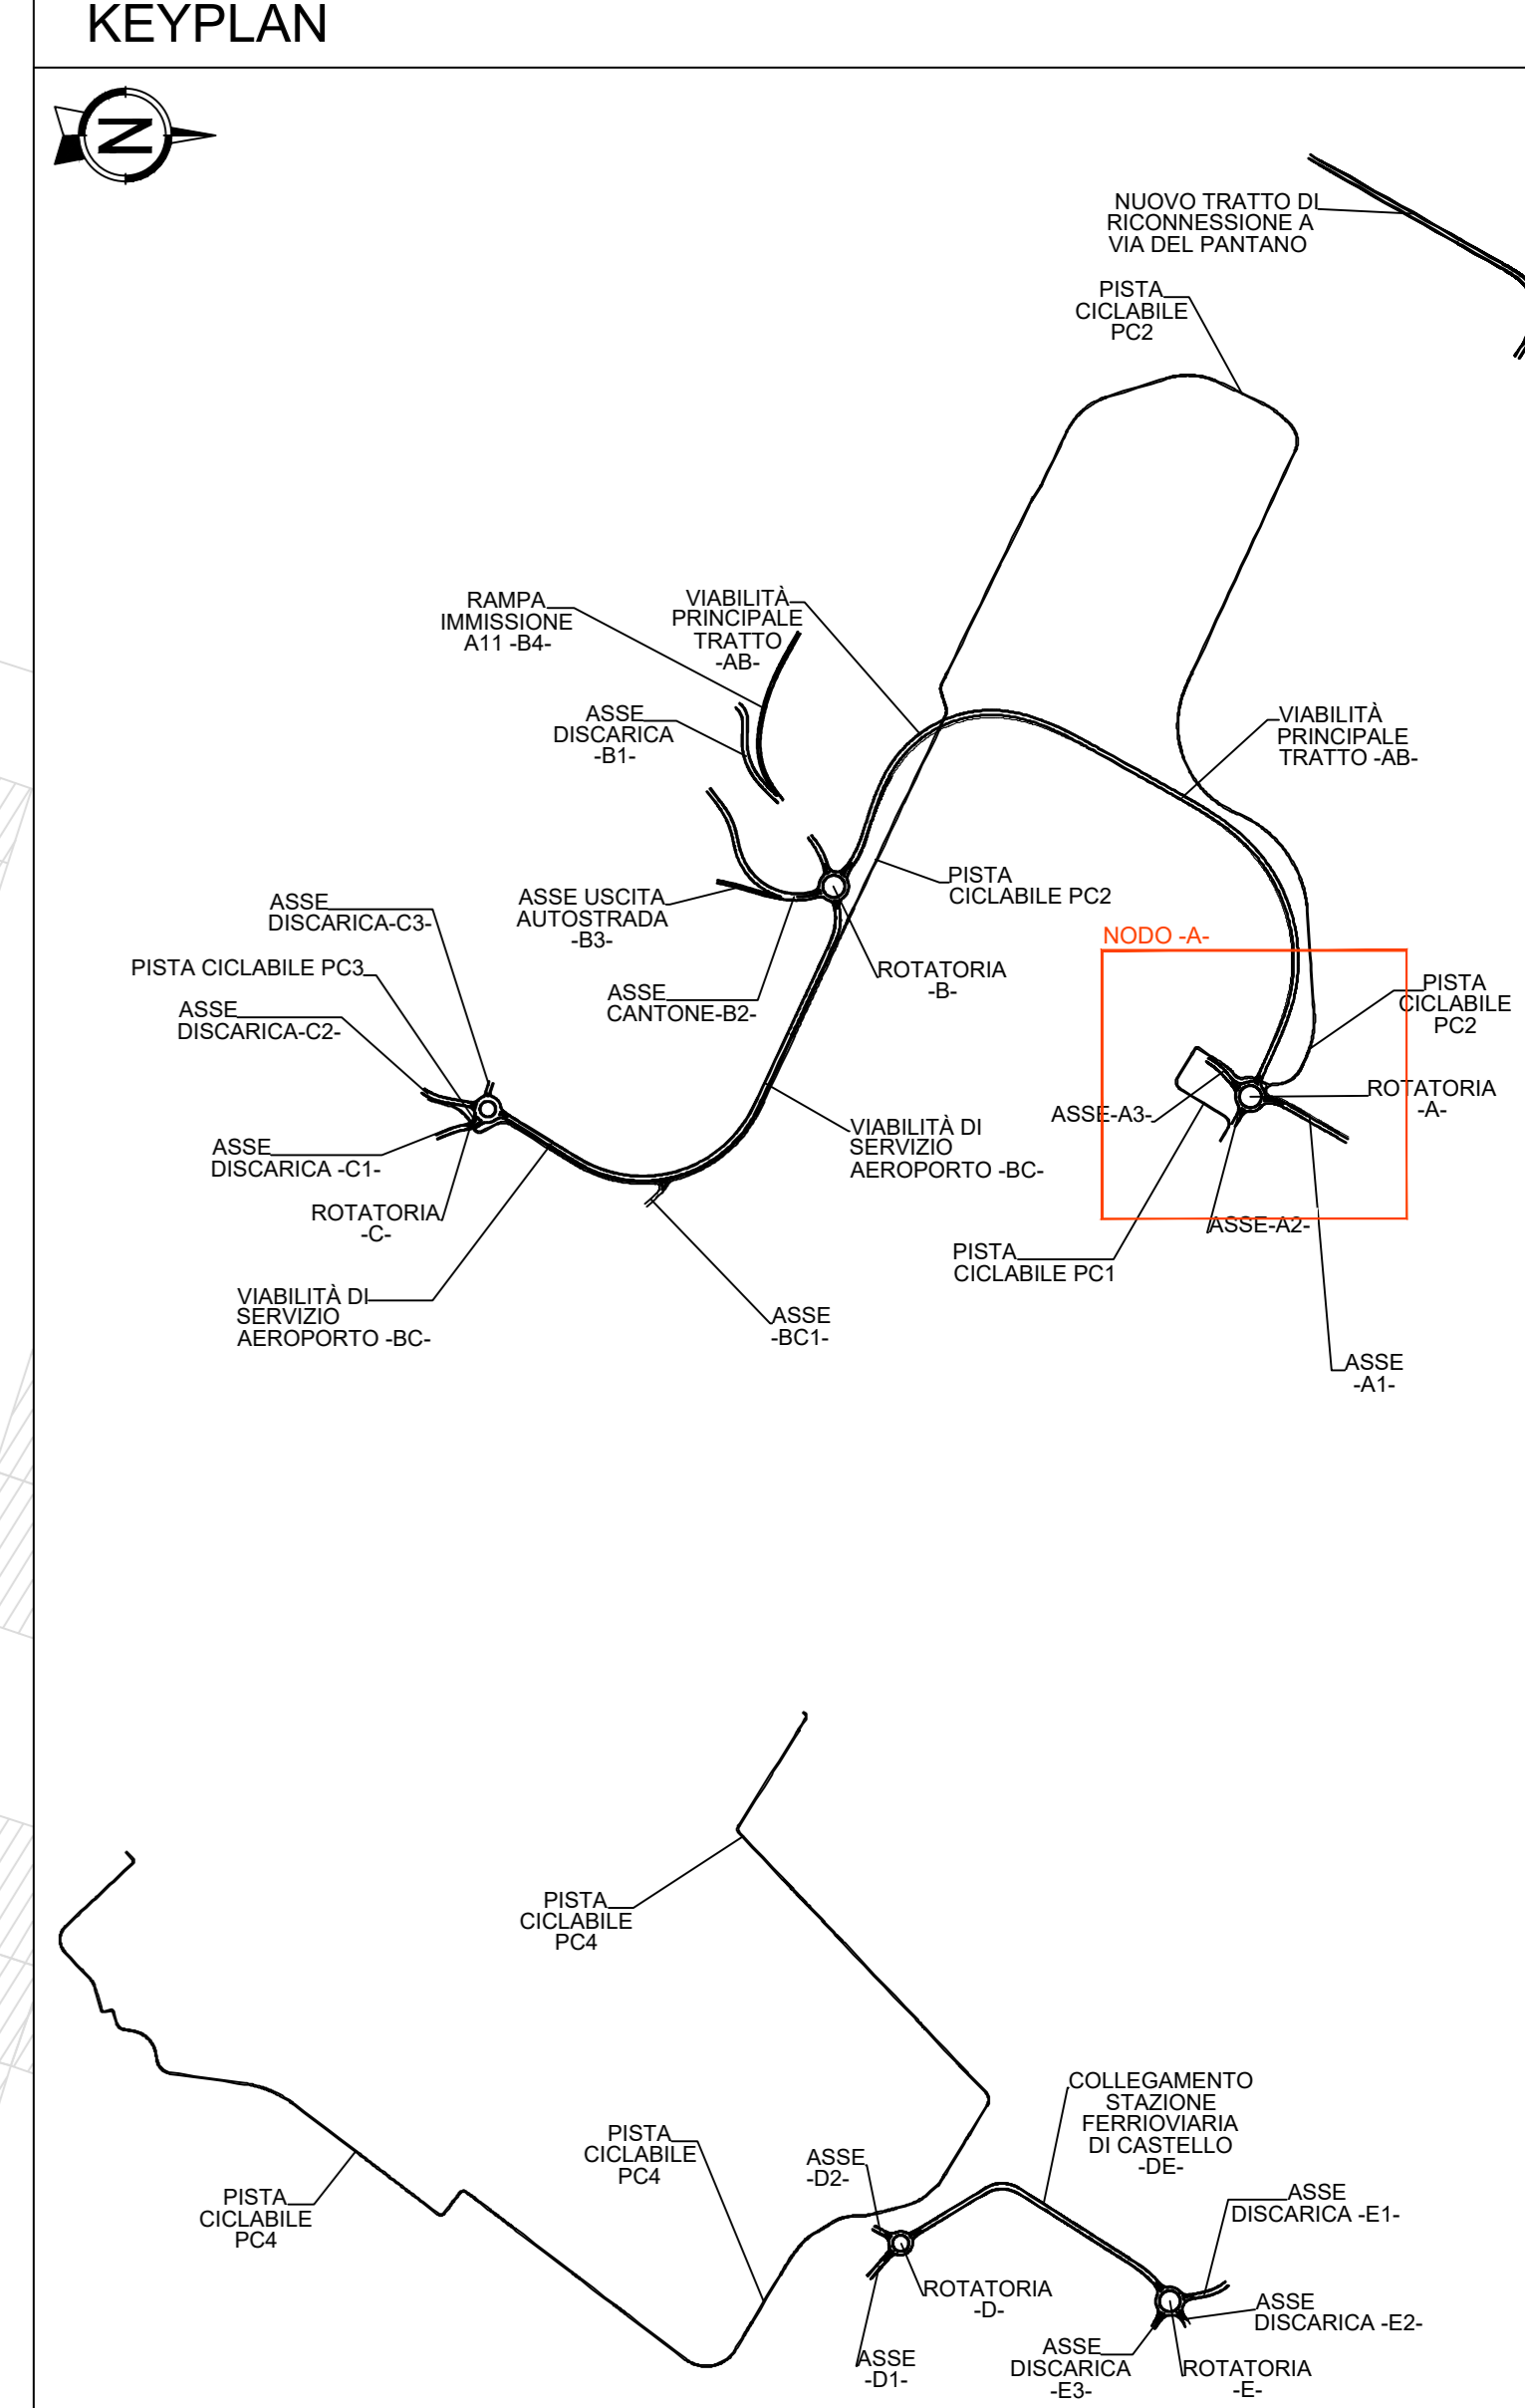 KEYPLAN
N
NUOVO TRATTO DI
RICONNESSIONE A
VIA DEL PANTANO
PISTA
CICLABILE
PC2
RAMPA
IMMISSIONE
A11 -B4-
VIABILITÀ
PRINCIPALE
TRATTO
-AB-
ASSE
DISCARICA
-B1-
VIABILITÀ
PRINCIPALE
TRATTO -AB-
PISTA
CICLABILE PC2
ASSE USCITA
AUTOSTRADA
-B3-
ASSE
DISCARICA-C3-
NODO -A-
PISTA CICLABILE PC3
ROTATORIA
-B-
ASSE
CANTONE-B2-
PISTA
CICLABILE
PC2
ASSE
DISCARICA-C2-
ROTATORIA
-A-
ASSE-A3-
VIABILITÀ DI
SERVIZIO
AEROPORTO -BC-
ASSE
DISCARICA -C1-
ROTATORIA
-C-
ASSE-A2-
PISTA
CICLABILE PC1
VIABILITÀ DI
SERVIZIO
AEROPORTO -BC-
ASSE
-BC1-
ASSE
-A1-
PISTA
CICLABILE
PC4
COLLEGAMENTO
STAZIONE
FERRIOVIARIA
DI CASTELLO
-DE-
PISTA
CICLABILE
PC4
ASSE
-D2-
PISTA
CICLABILE
PC4
ASSE
DISCARICA -E1-
ROTATORIA
-D-
ASSE
DISCARICA -E2-
ASSE
-D1-
ASSE
DISCARICA
-E3-
ROTATORIA
-E-